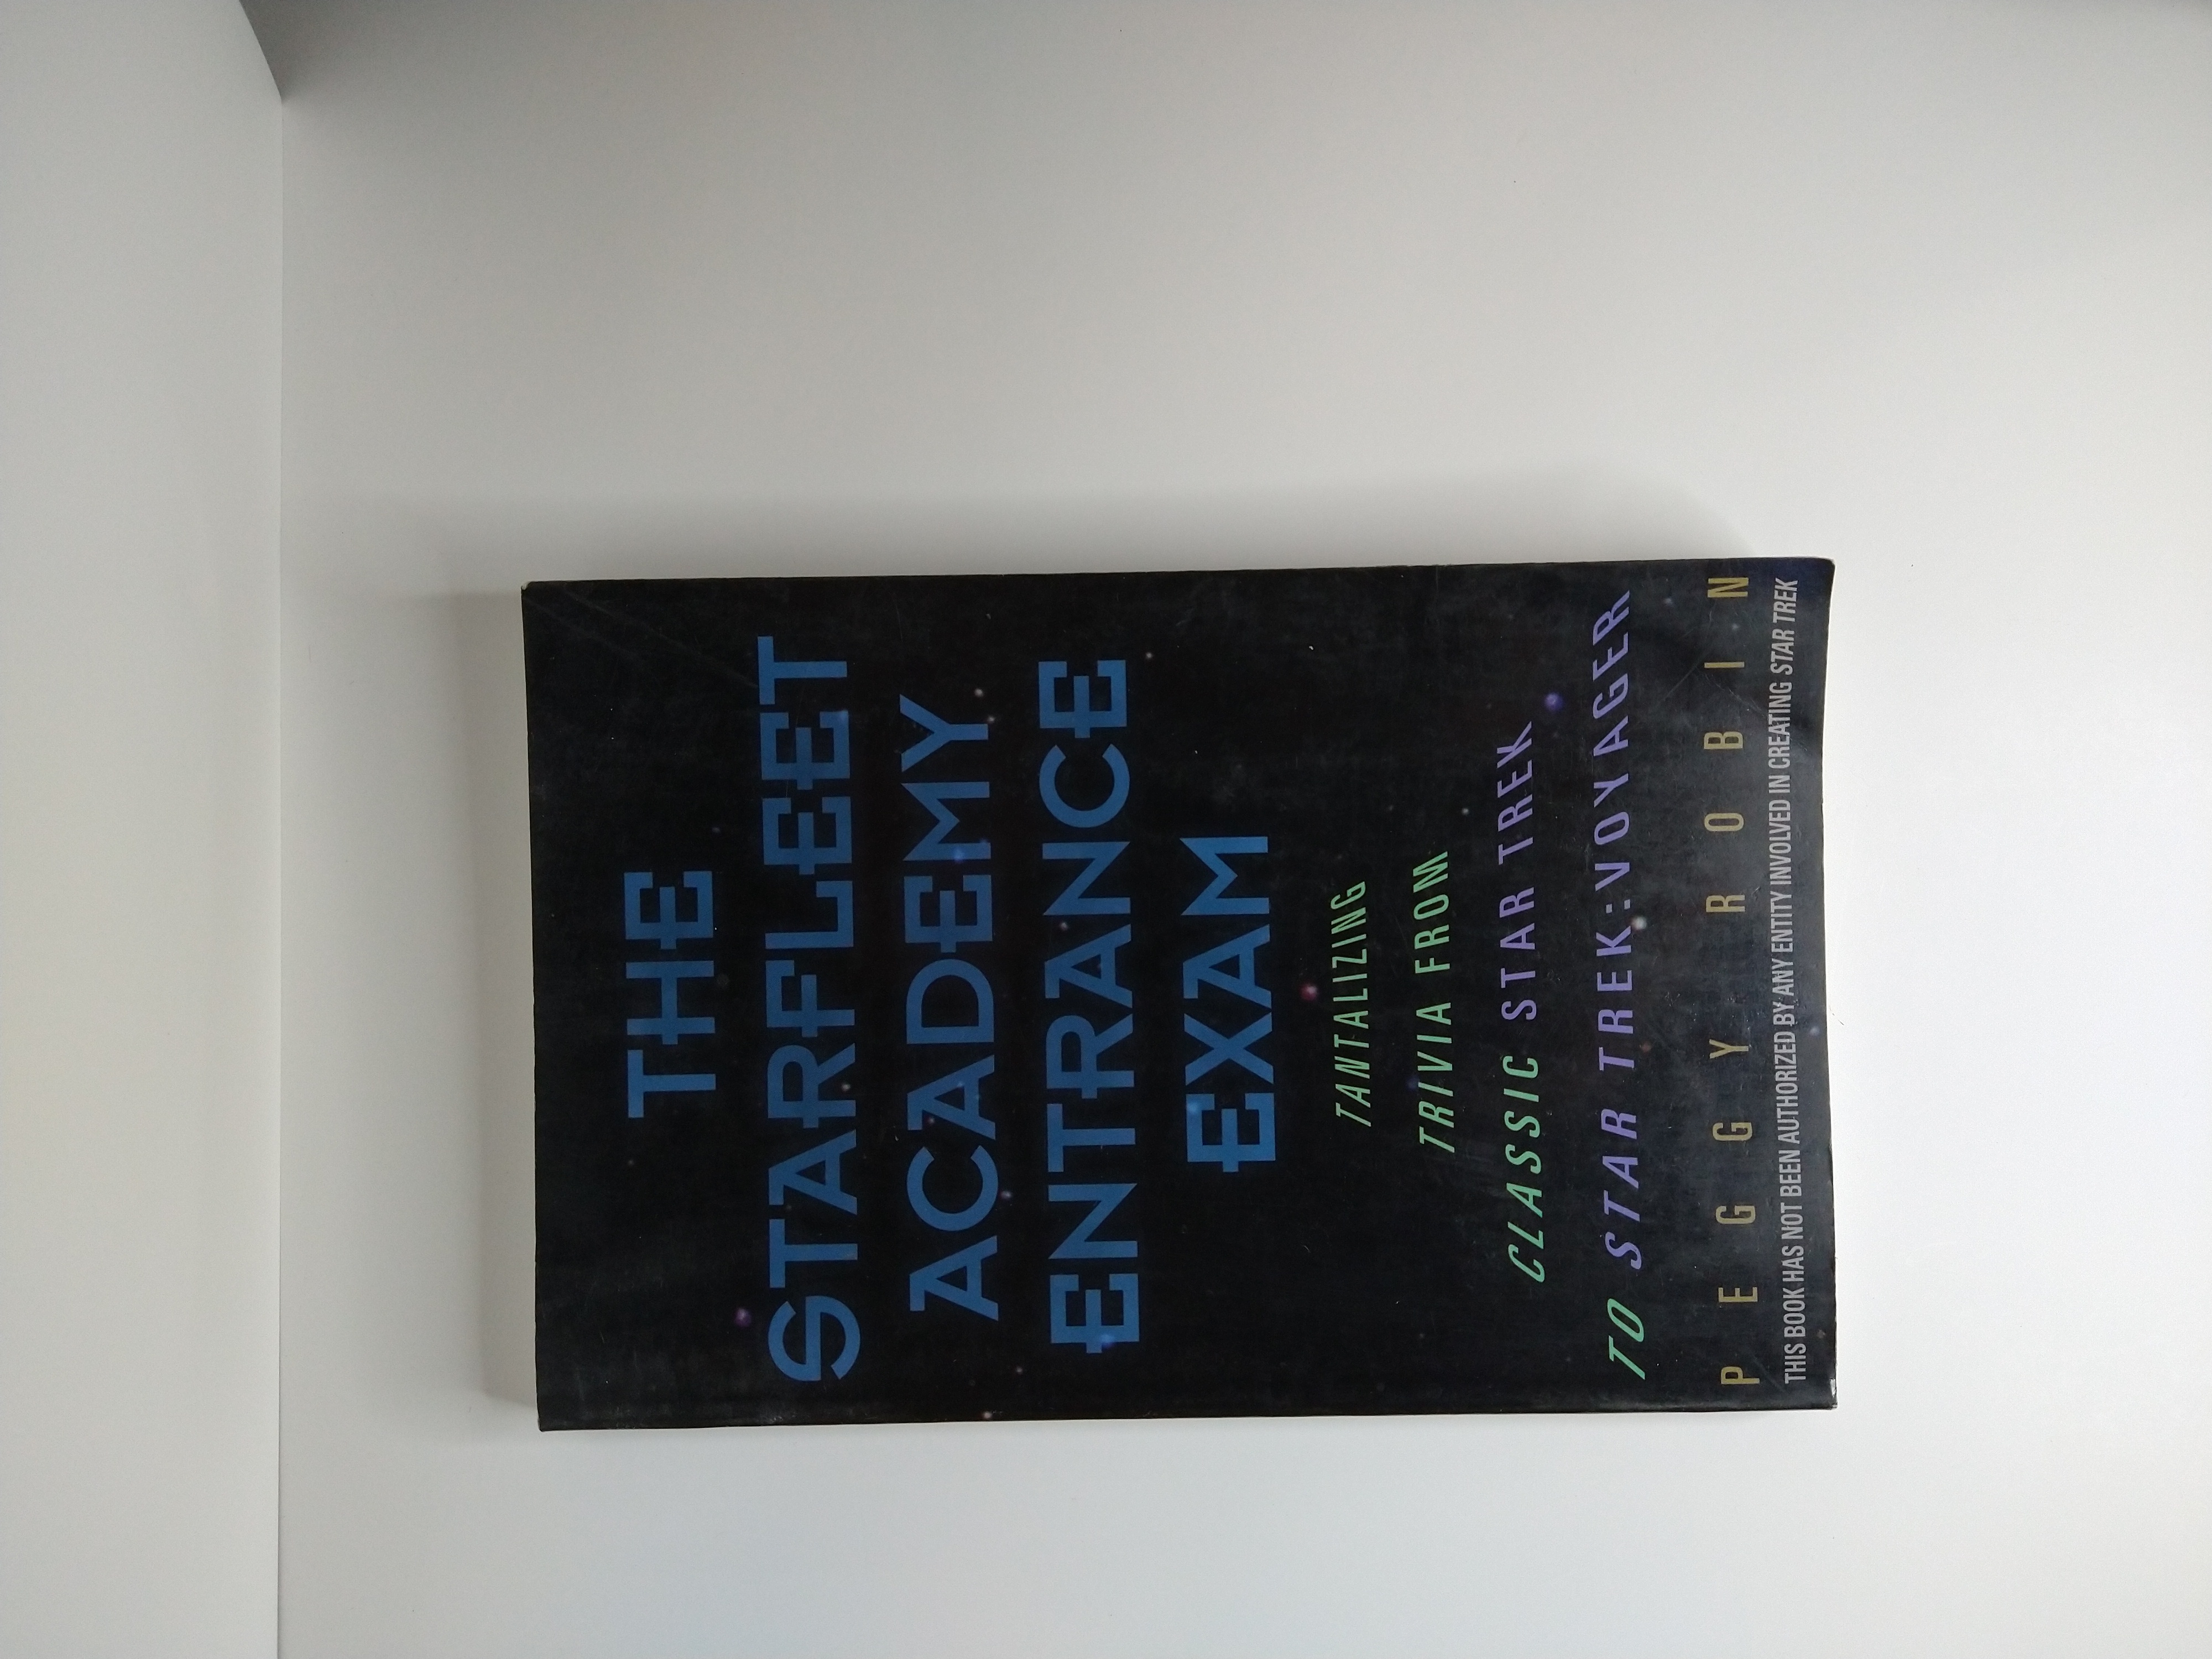 THE
STARFLEET
ACADEMY
ENTRANCE
EXAM
TANTALIZING
TRIVIA FROM
CLASSIC STAR TREK
TO STAR TREK: VOYAGER
PEGGY ROBIN
THIS BOOK HAS NOT BEEN AUTHORIZED BY ANY ENTITY INVOLVED IN CREATING STAR TREK